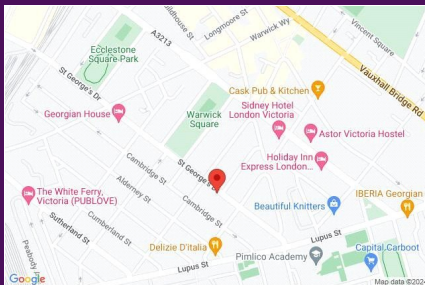 Longmoore St
Warwick Wy
Vincent Square
A3213
Ecclestone
Square Park
St George's Dr
Vauxhall Bridge Rd
Cask Pub & Kitchen
Georgian House
Warwick
Square
Sidney Hotel
London Victoria
Astor Victoria Hostel
Cambridge St
St George's
Holiday Inn
Express London...
Alderney St
The White Ferry,
Victoria (PUBLOVE)
Cumberland St
Cambridge St
Beautiful Knitters
IBERIA Georgian
Sutherland St
Delizie D'italia
Lupus St
Peabody
Pimlico Academy
Capital Carboot
Lupus St
Google
Map data ©2024